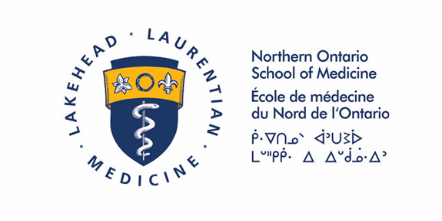 LAKEHEAD · LAURENTIAN · MEDICINE ·
Northern Ontario
School of Medicine
École de médecine
du Nord de l'Ontario